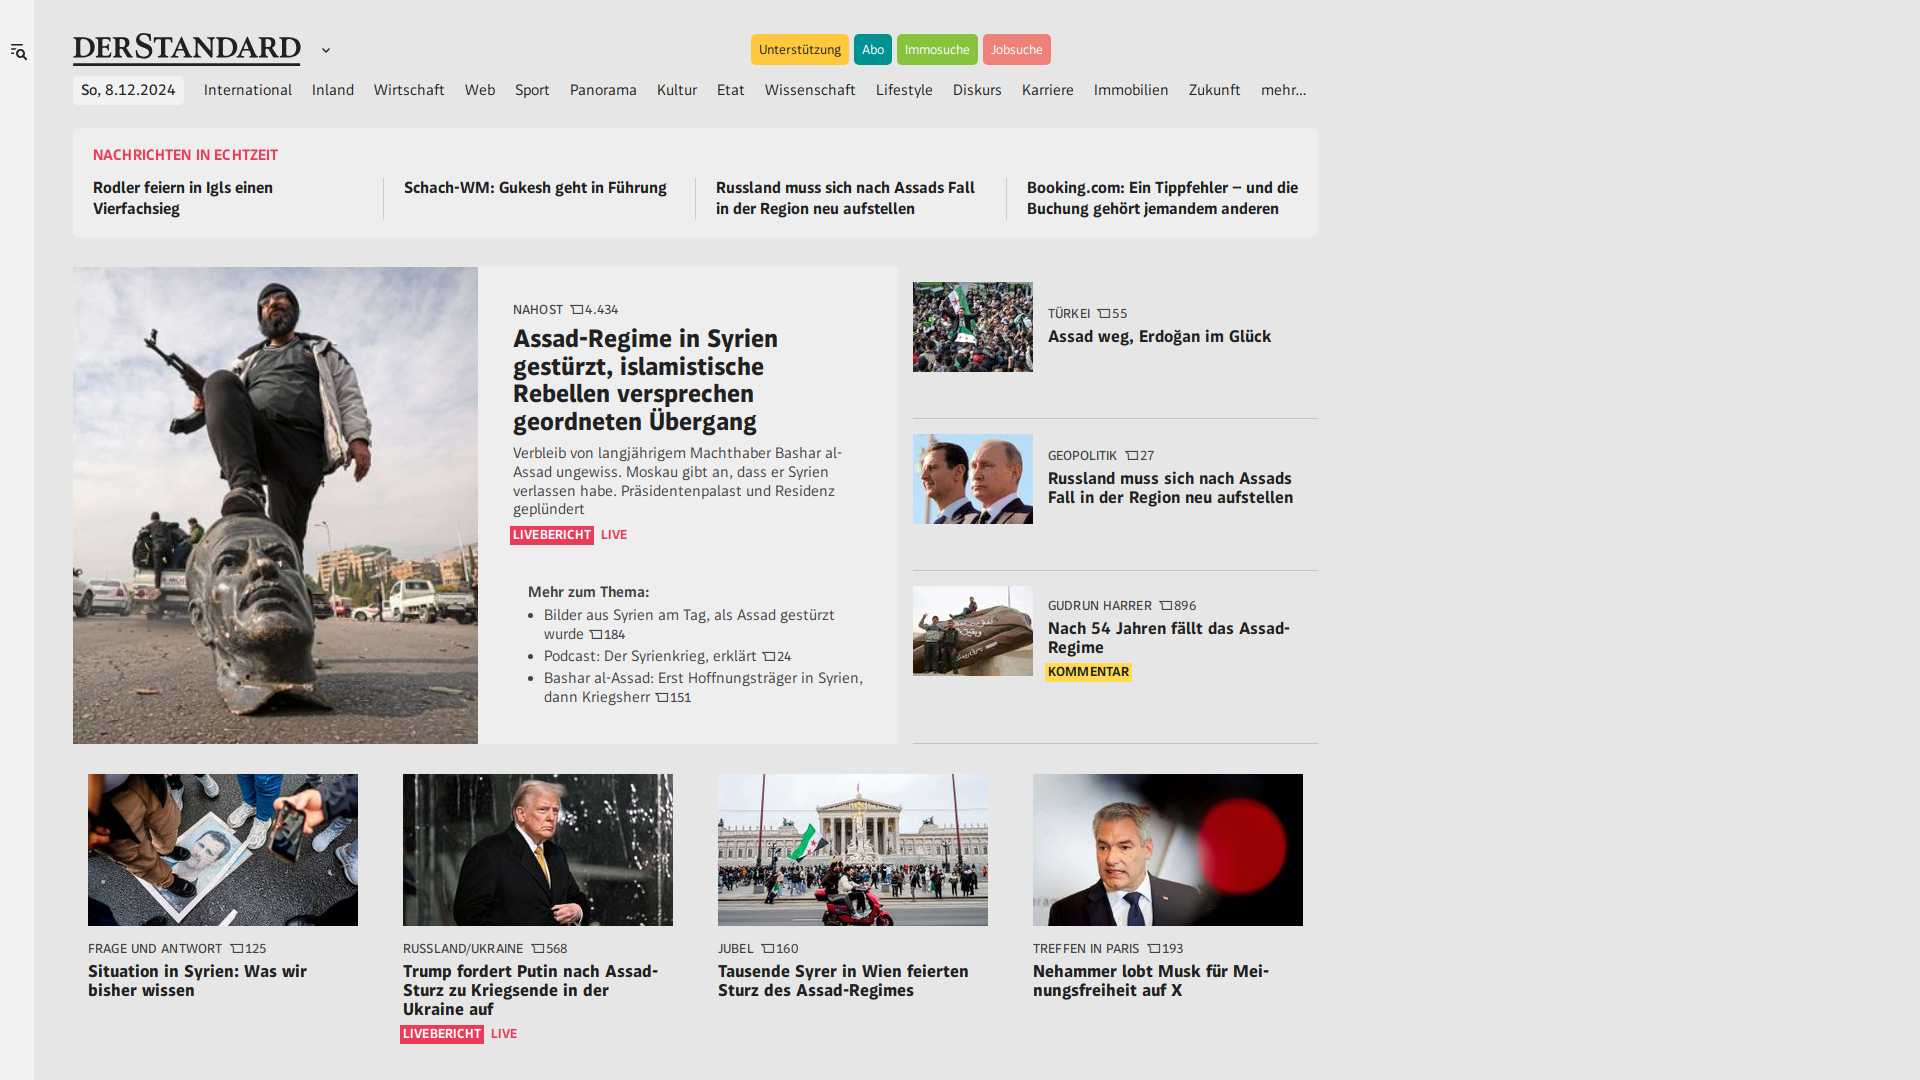 DERSTANDARD
Unterstützung Abo Immosuche Jobsuche
So, 8.12.2024 International Inland Wirtschaft Web Sport Panorama Kultur Etat Wissenschaft Lifestyle Diskurs Karriere Immobilien Zukunft mehr...
NACHRICHTEN IN ECHTZEIT
Rodler feiern in Igls einen
Vierfachsieg
Schach-WM: Gukesh geht in Führung
Russland muss sich nach Assads Fall
in der Region neu aufstellen
Booking.com: Ein Tippfehler – und die
Buchung gehört jemandem anderen
NAHOST 4.434
Assad-Regime in Syrien
gestürzt, islamistische
Rebellen versprechen
geordneten Übergang
Verbleib von langjährigem Machthaber Bashar al-
Assad ungewiss. Moskau gibt an, dass er Syrien
verlassen habe. Präsidentenpalast und Residenz
geplündert
LIVEBERICHT LIVE
Mehr zum Thema:
• Bilder aus Syrien am Tag, als Assad gestürzt
wurde 184
• Podcast: Der Syrienkrieg, erklärt 24
• Bashar al-Assad: Erst Hoffnungsträger in Syrien,
dann Kriegsherr 151
TÜRKEI 55
Assad weg, Erdoğan im Glück
GEOPOLITIK 27
Russland muss sich nach Assads
Fall in der Region neu aufstellen
GUDRUN HARRER 896
Nach 54 Jahren fällt das Assad-
Regime
KOMMENTAR
FRAGE UND ANTWORT 125
Situation in Syrien: Was wir
bisher wissen
RUSSLAND/UKRAINE 568
Trump fordert Putin nach Assad-
Sturz zu Kriegsende in der
Ukraine auf
LIVEBERICHT LIVE
JUBEL 160
Tausende Syrer in Wien feierten
Sturz des Assad-Regimes
TREFFEN IN PARIS 193
Nehammer lobt Musk für Mei-
nungsfreiheit auf X